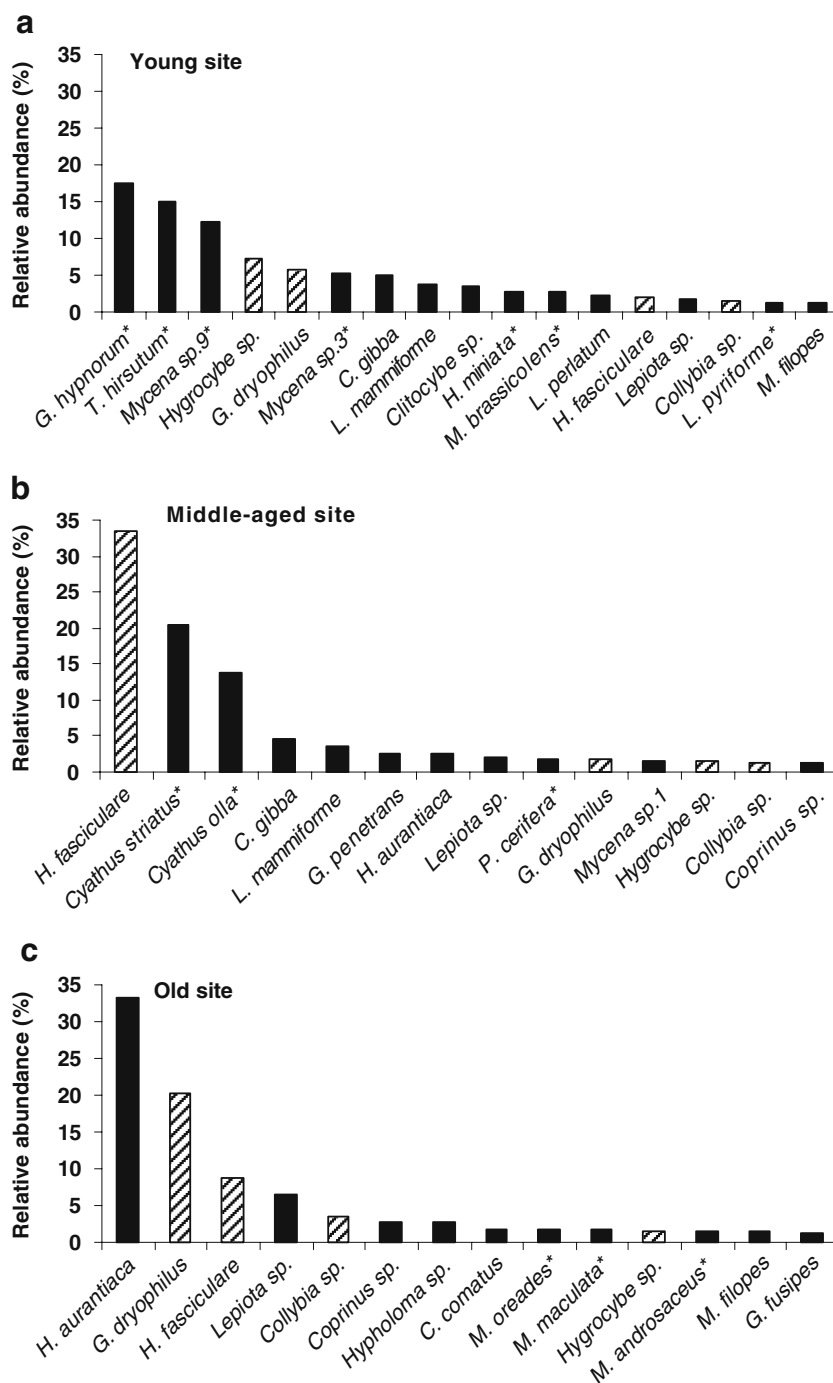 a
Young site
Relative abundance (%)
35
30
25
20
15
10
5
0
G. hypnorum*
T. hirsutum*
Mycena sp.9*
Hygrocybe sp.
G. dryophilus
Mycena sp.3*
C. gibba
L. mammiforme
Clitocybe sp.
H. miniata*
M. brassicolens*
L. perlatum
H. fasciculare
Lepiota sp.
Collybia sp.
L. pyriforme*
M. filopes
b
Middle-aged site
Relative abundance (%)
35
30
25
20
15
10
5
0
H. fasciculare
Cyathus striatus*
Cyathus olla*
C. gibba
L. mammiforme
G. penetrans
H. aurantiaca
Lepiota sp.
P. cerifera*
G. dryophilus
Mycena sp.1
Hygrocybe sp.
Collybia sp.
Coprinus sp.
c
Old site
Relative abundance (%)
35
30
25
20
15
10
5
0
H. aurantiaca
G. dryophilus
H. fasciculare
Lepiota sp.
Collybia sp.
Coprinus sp.
Hypholoma sp.
C. comatus
M. oreades*
M. maculata*
Hygrocybe sp.
M. androsaceus*
M. filopes
G. fusipes